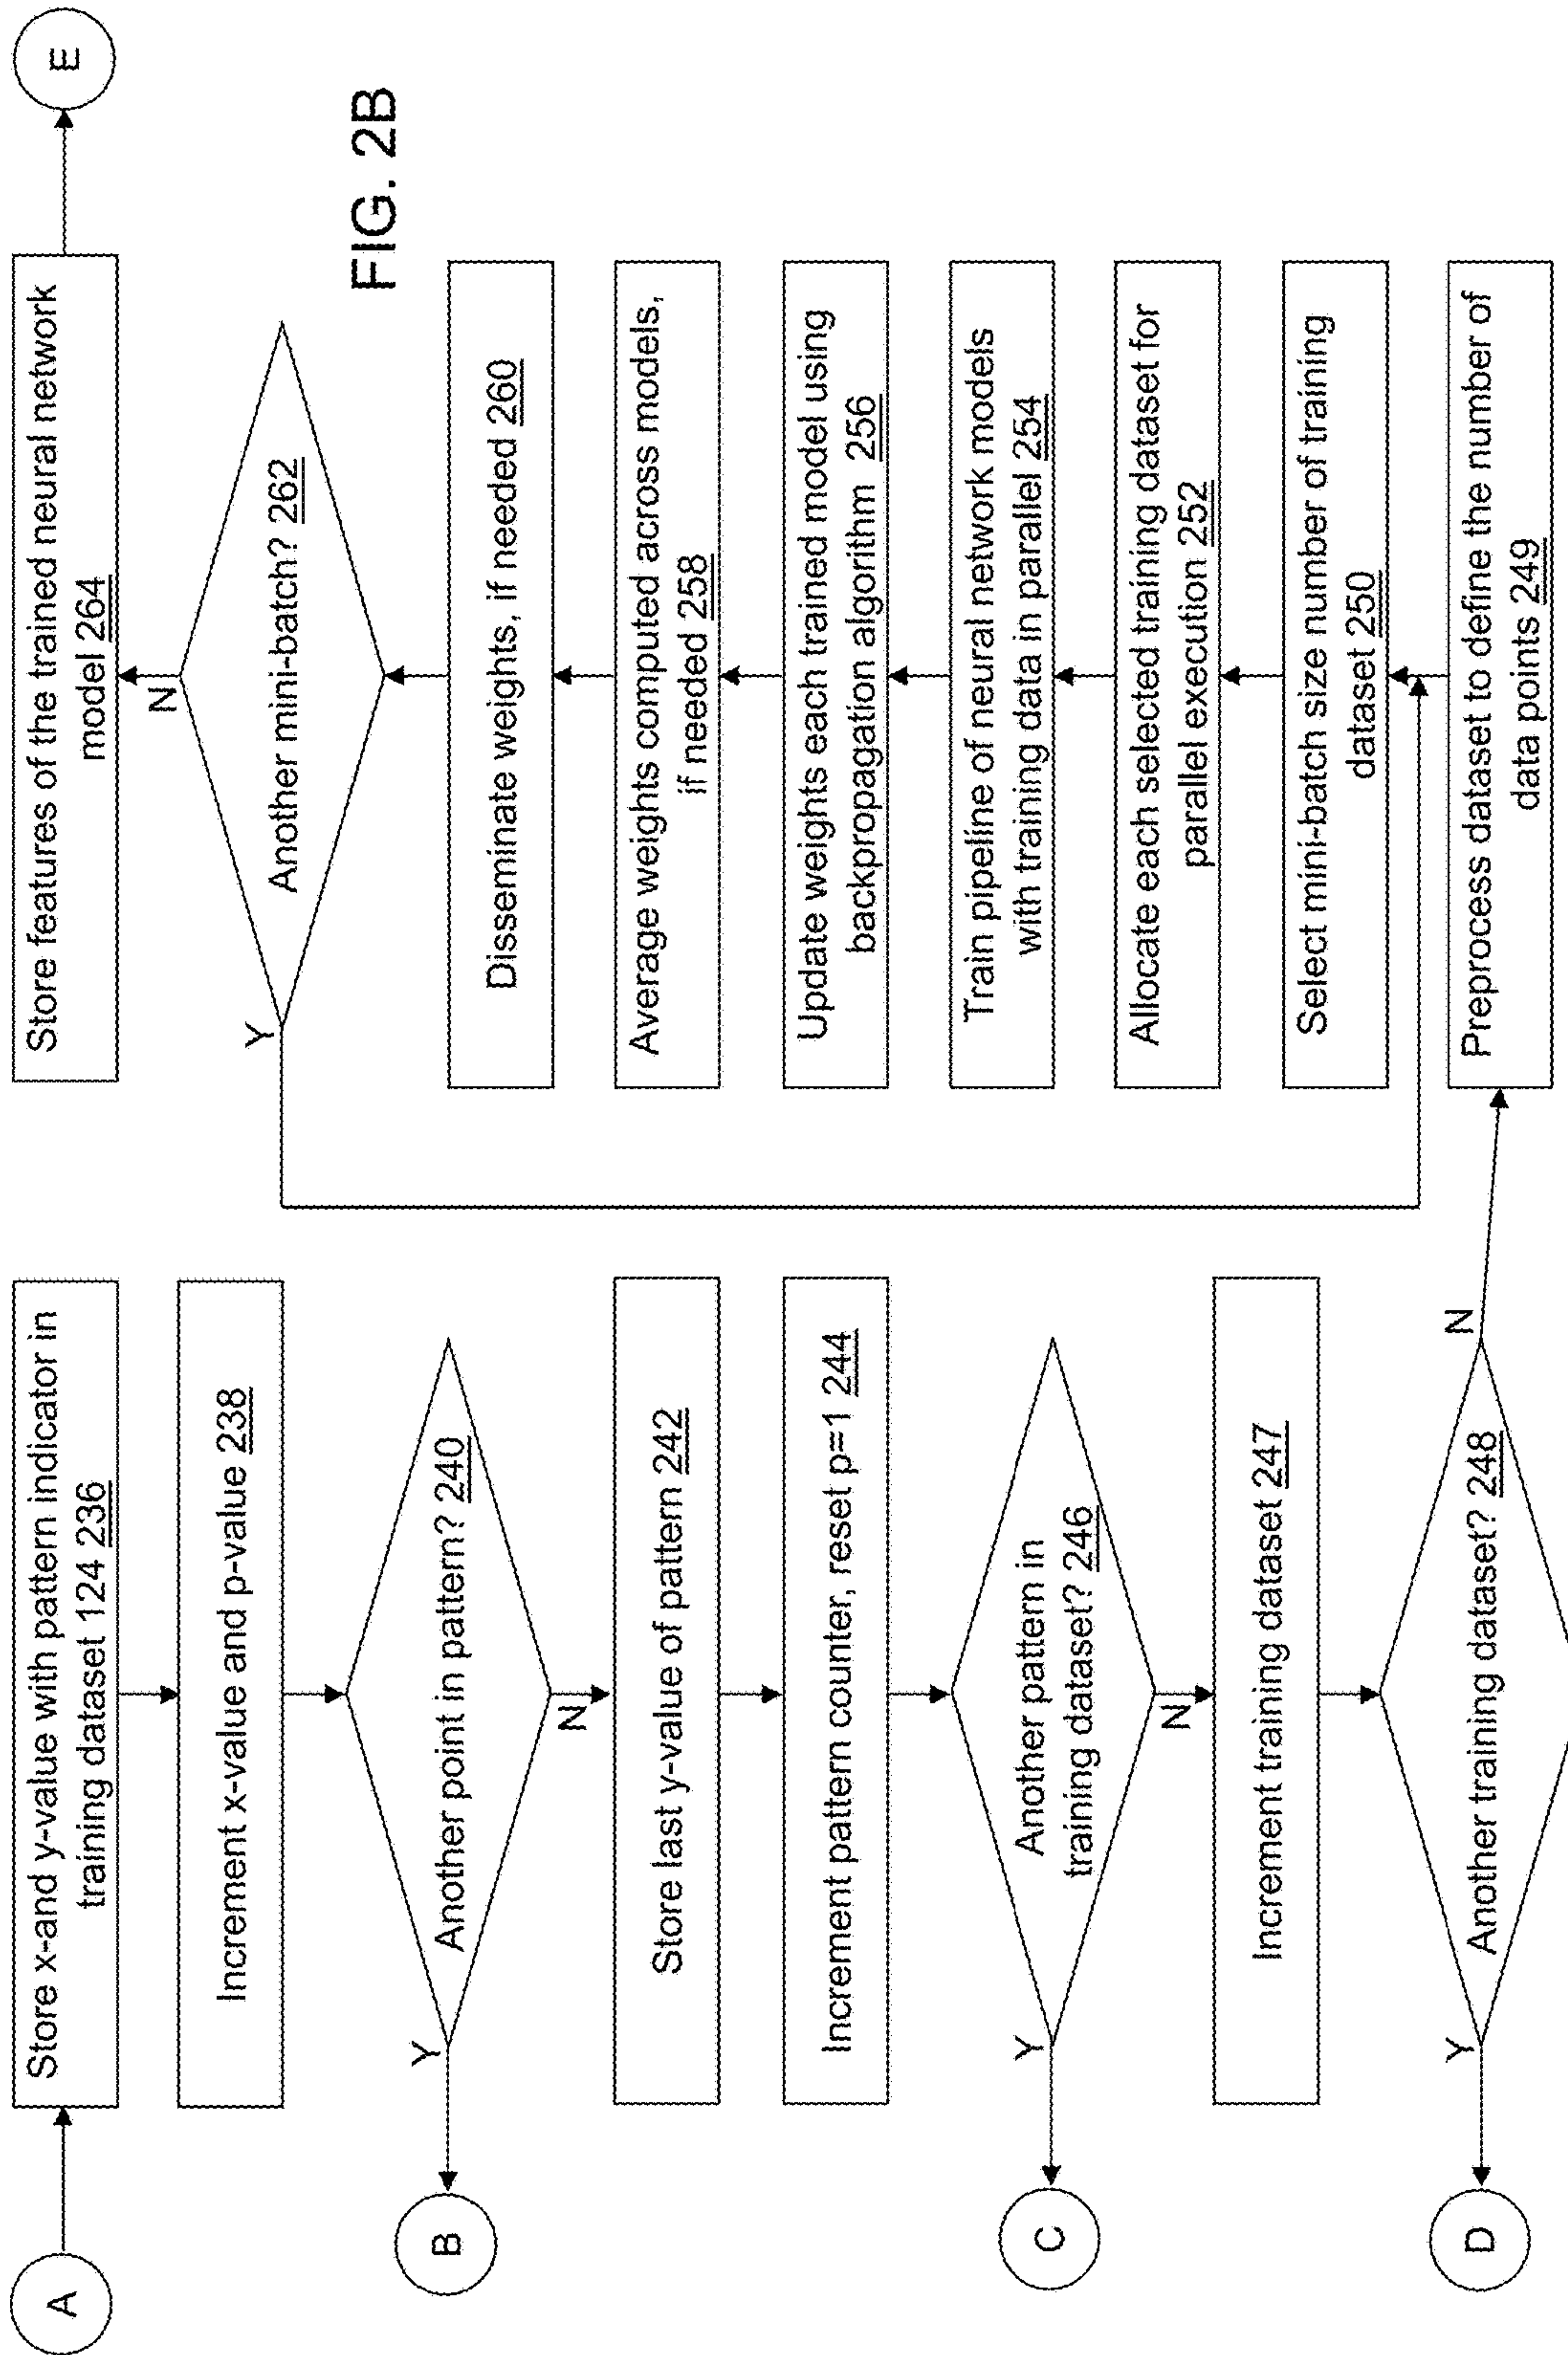 A
Store x-and y-value with pattern indicator in
training dataset 124 236
Increment x-value and p-value 238
Another point in pattern? 240
Y
N
B
Store last y-value of pattern 242
Increment pattern counter, reset p=1 244
Another pattern in
training dataset? 246
Y
N
C
Increment training dataset 247
Another training dataset? 248
Y
N
D
Preprocess dataset to define the number of
data points 249
Select mini-batch size number of training
dataset 250
Allocate each selected training dataset for
parallel execution 252
Train pipeline of neural network models
with training data in parallel 254
Update weights each trained model using
backpropagation algorithm 256
Average weights computed across models,
if needed 258
Disseminate weights, if needed 260
Another mini-batch? 262
Y
N
Store features of the trained neural network
model 264
E
FIG. 2B